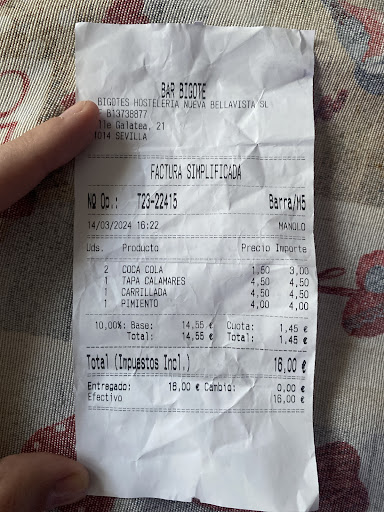 BAR BIGOTE
BIGOTES HOSTELERIA NUEVA BELLAVISTA SL
B13738877
lle Galatea, 21
014 SEVILLA
FACTURA SIMPLIFICADA
Nº Op.: T23-22415 Barra/M5
14/03/2024 16:22 MANOLO
Uds. Producto Precio Importe
2 COCA COLA 1,50 3,00
1 TAPA CALAMARES 4,50 4,50
1 CARRILLADA 4,50 4,50
1 PIMIENTO 4,00 4,00
10,00%: Base: 14,55 € Cuota: 1,45 €
Total: 14,55 € Total: 1,45 €
Total (Impuestos Incl.) 16,00 €
Entregado: 16,00 € Cambio: 0,00 €
Efectivo 16,00 €